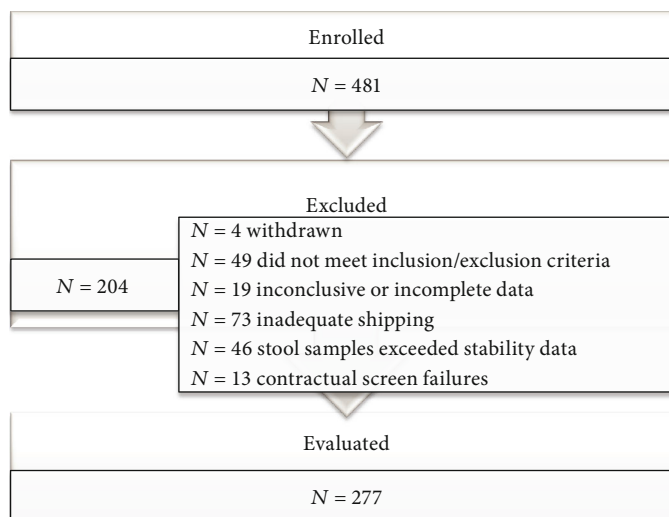 Enrolled
N = 481
Excluded
N = 204
N = 4 withdrawn
N = 49 did not meet inclusion/exclusion criteria
N = 19 inconclusive or incomplete data
N = 73 inadequate shipping
N = 46 stool samples exceeded stability data
N = 13 contractual screen failures
Evaluated
N = 277